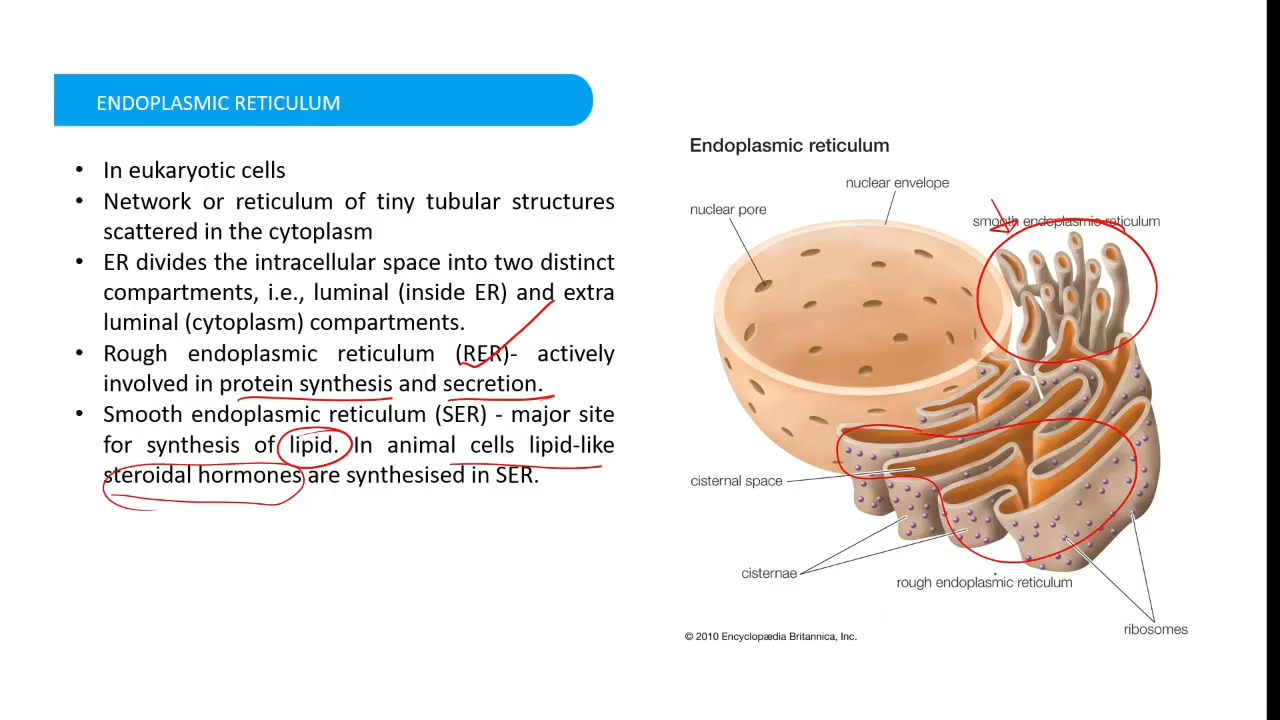 ENDOPLASMIC RETICULUM
• In eukaryotic cells
• Network or reticulum of tiny tubular structures
scattered in the cytoplasm
• ER divides the intracellular space into two distinct
compartments, i.e., luminal (inside ER) and extra
luminal (cytoplasm) compartments.
• Rough endoplasmic reticulum (RER)- actively
involved in protein synthesis and secretion.
• Smooth endoplasmic reticulum (SER) - major site
for synthesis of lipid. In animal cells lipid-like
steroidal hormones are synthesised in SER.
Endoplasmic reticulum
nuclear envelope
nuclear pore
smooth endoplasmic reticulum
cisternal space
cisternae
rough endoplasmic reticulum
ribosomes
© 2010 Encyclopædia Britannica, Inc.